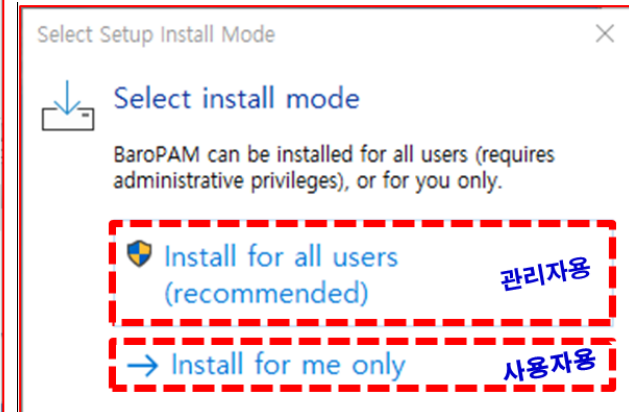 Select Setup Install Mode
Select install mode
BaroPAM can be installed for all users (requires
administrative privileges), or for you only.
Install for all users
(recommended)
관리자용
Install for me only
사용자용